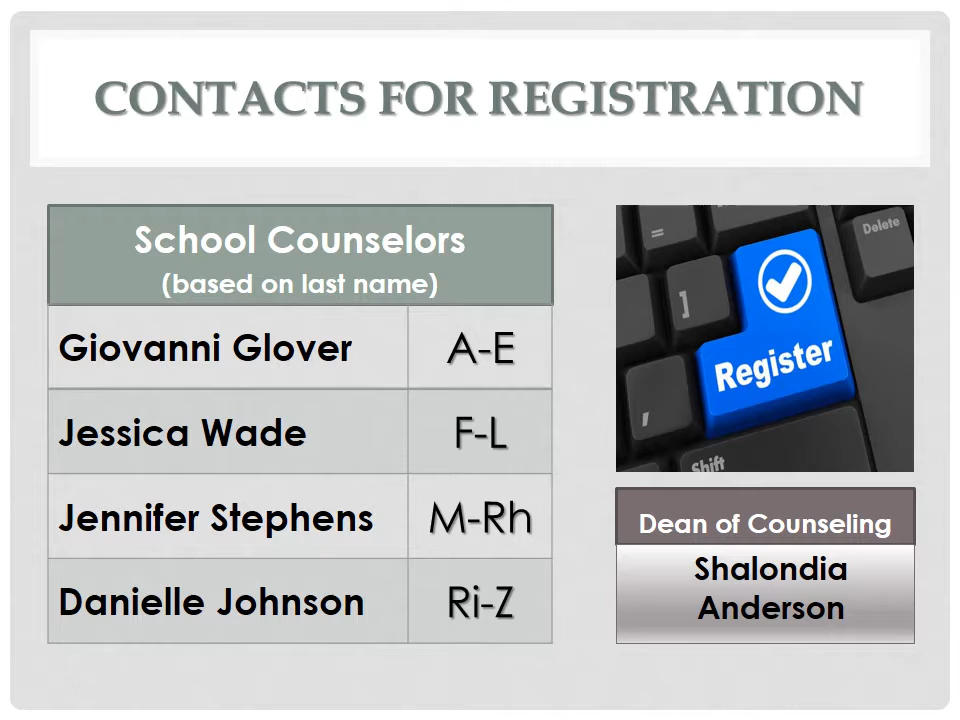 CONTACTS FOR REGISTRATION
School Counselors
(based on last name)
Giovanni Glover A-E
Jessica Wade F-L
Jennifer Stephens M-Rh
Danielle Johnson Ri-Z
=
Delete
]
Register
,
Shift
Dean of Counseling
Shalondia
Anderson